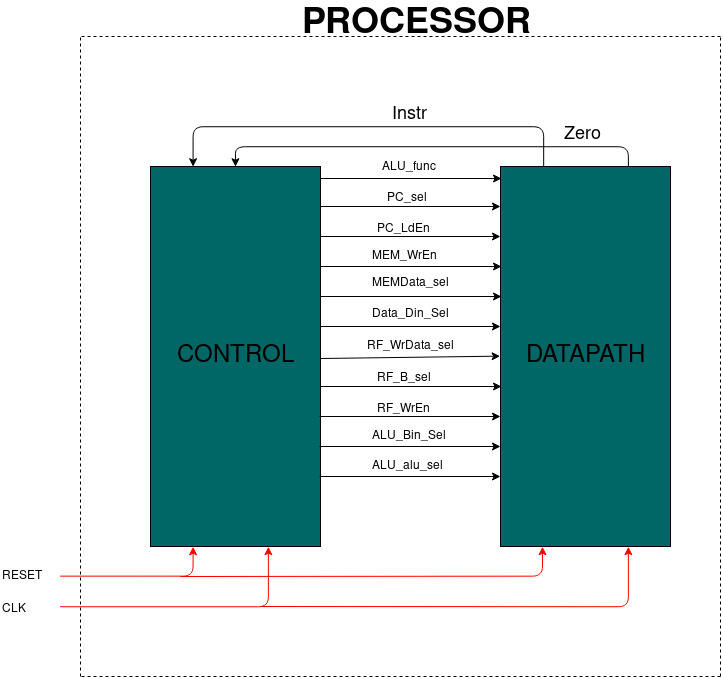 PROCESSOR
Instr
Zero
ALU_func
PC_sel
PC_LdEn
MEM_WrEn
MEMData_sel
Data_Din_Sel
RF_WrData_sel
CONTROL
DATAPATH
RF_B_sel
RF_WrEn
ALU_Bin_Sel
ALU_alu_sel
RESET
CLK